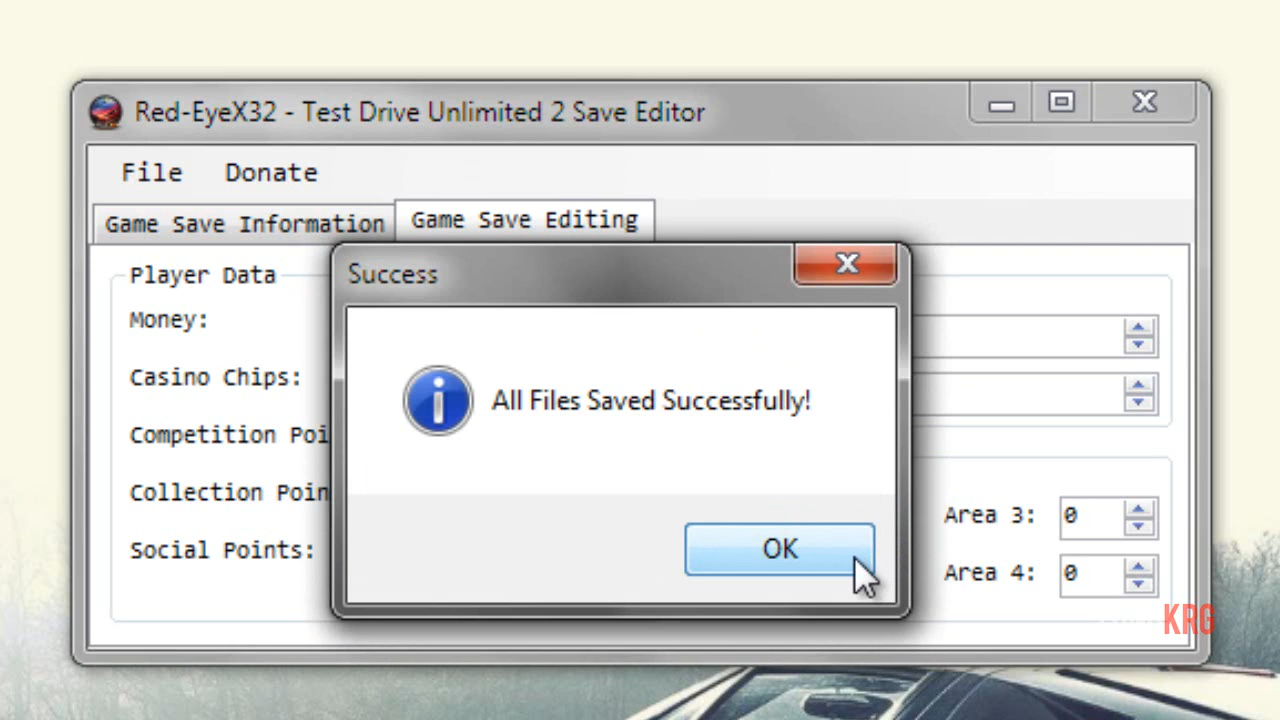 Red-EyeX32 - Test Drive Unlimited 2 Save Editor
File Donate
Game Save Information Game Save Editing
Success
Player Data
Money:
Casino Chips:
All Files Saved Successfully!
Competition
Collection
Social Points:
OK
Area 3: 0
Area 4: 0
KRG